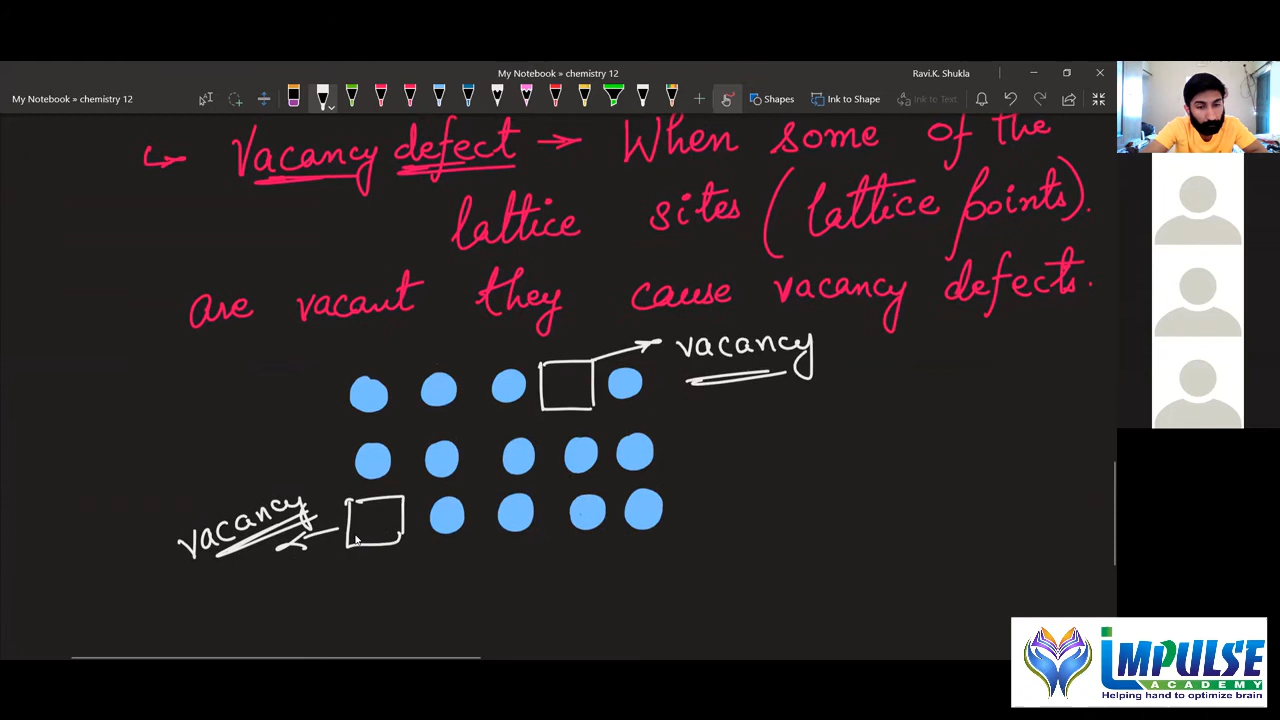 My Notebook » chemistry 12
Ravi.K. Shukla
My Notebook » chemistry 12
Shapes
Ink to Shape
Ink to Text
↳ Vacancy defect → When some of the
lattice sites (lattice points).
are vacant they cause vacancy defects.
vacancy
vacancy
IMPULSE
ACADEMY
Helping hand to optimize brain